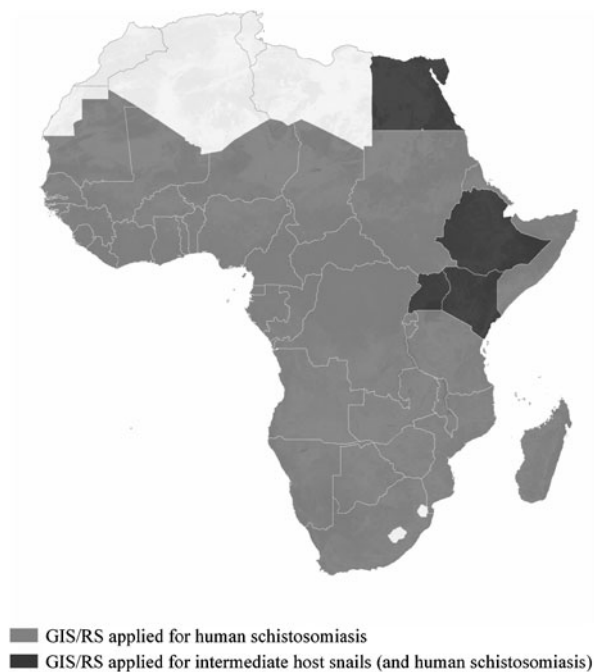 GIS/RS applied for human schistosomiasis
GIS/RS applied for intermediate host snails (and human schistosomiasis)